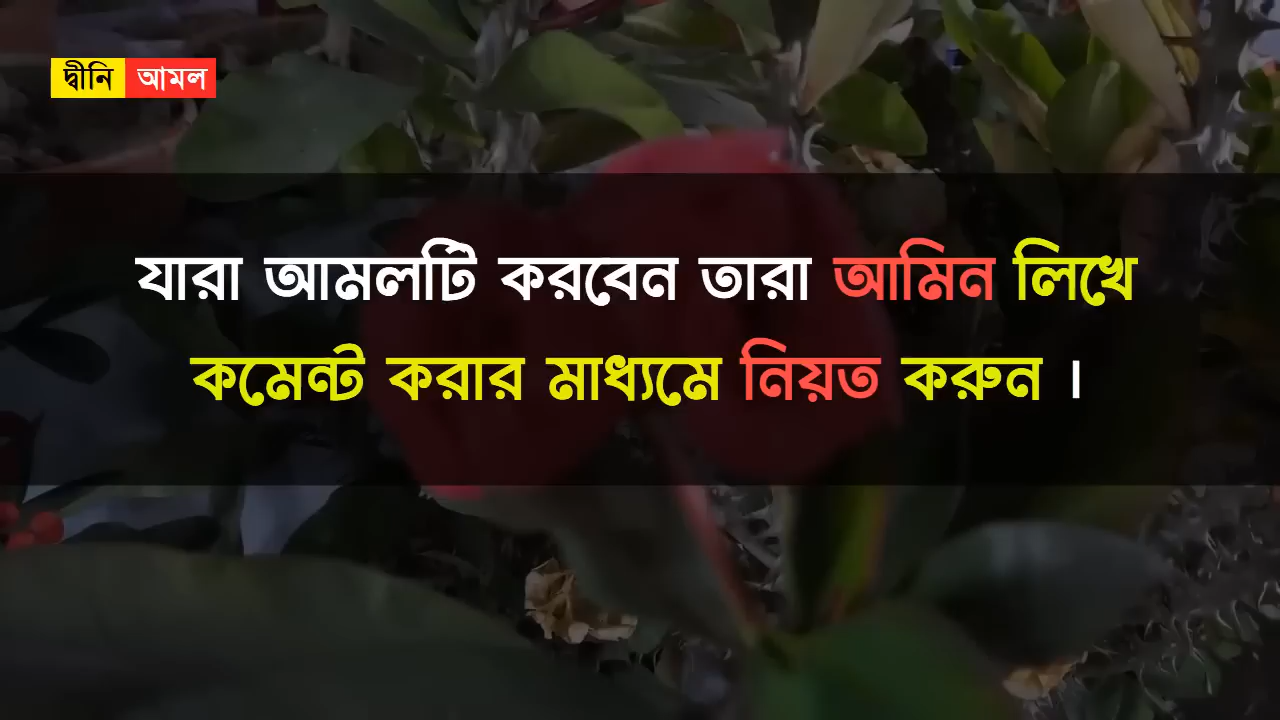 দ্বীনি আমল
যারা আমলটি করবেন তারা আমিন লিখে
কমেন্ট করার মাধ্যমে নিয়ত করুন ।